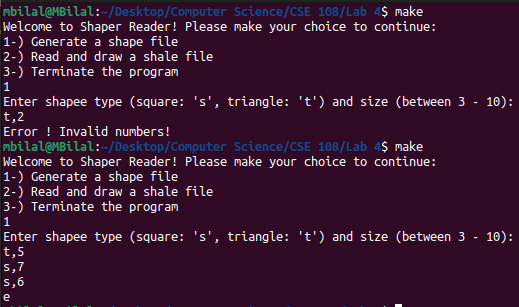 mbilal@MBilal:~/Desktop/Computer Science/CSE 108/Lab 4$ make
Welcome to Shaper Reader! Please make your choice to continue:
1-) Generate a shape file
2-) Read and draw a shale file
3-) Terminate the program
1
Enter shapee type (square: 's', triangle: 't') and size (between 3 - 10):
t,2
Error ! Invalid numbers!
mbilal@MBilal:~/Desktop/Computer Science/CSE 108/Lab 4$ make
Welcome to Shaper Reader! Please make your choice to continue:
1-) Generate a shape file
2-) Read and draw a shale file
3-) Terminate the program
1
Enter shapee type (square: 's', triangle: 't') and size (between 3 - 10):
t,5
s,7
s,6
e